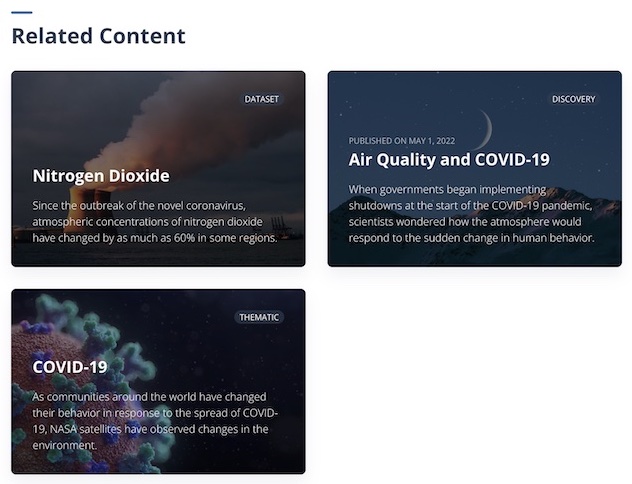 Related Content
DATASET
Nitrogen Dioxide
Since the outbreak of the novel coronavirus,
atmospheric concentrations of nitrogen dioxide
have changed by as much as 60% in some regions.
DISCOVERY
PUBLISHED ON MAY 1, 2022
Air Quality and COVID-19
When governments began implementing
shutdowns at the start of the COVID-19 pandemic,
scientists wondered how the atmosphere would
respond to the sudden change in human behavior.
THEMATIC
COVID-19
As communities around the world have changed
their behavior in response to the spread of COVID-
19, NASA satellites have observed changes in the
environment.